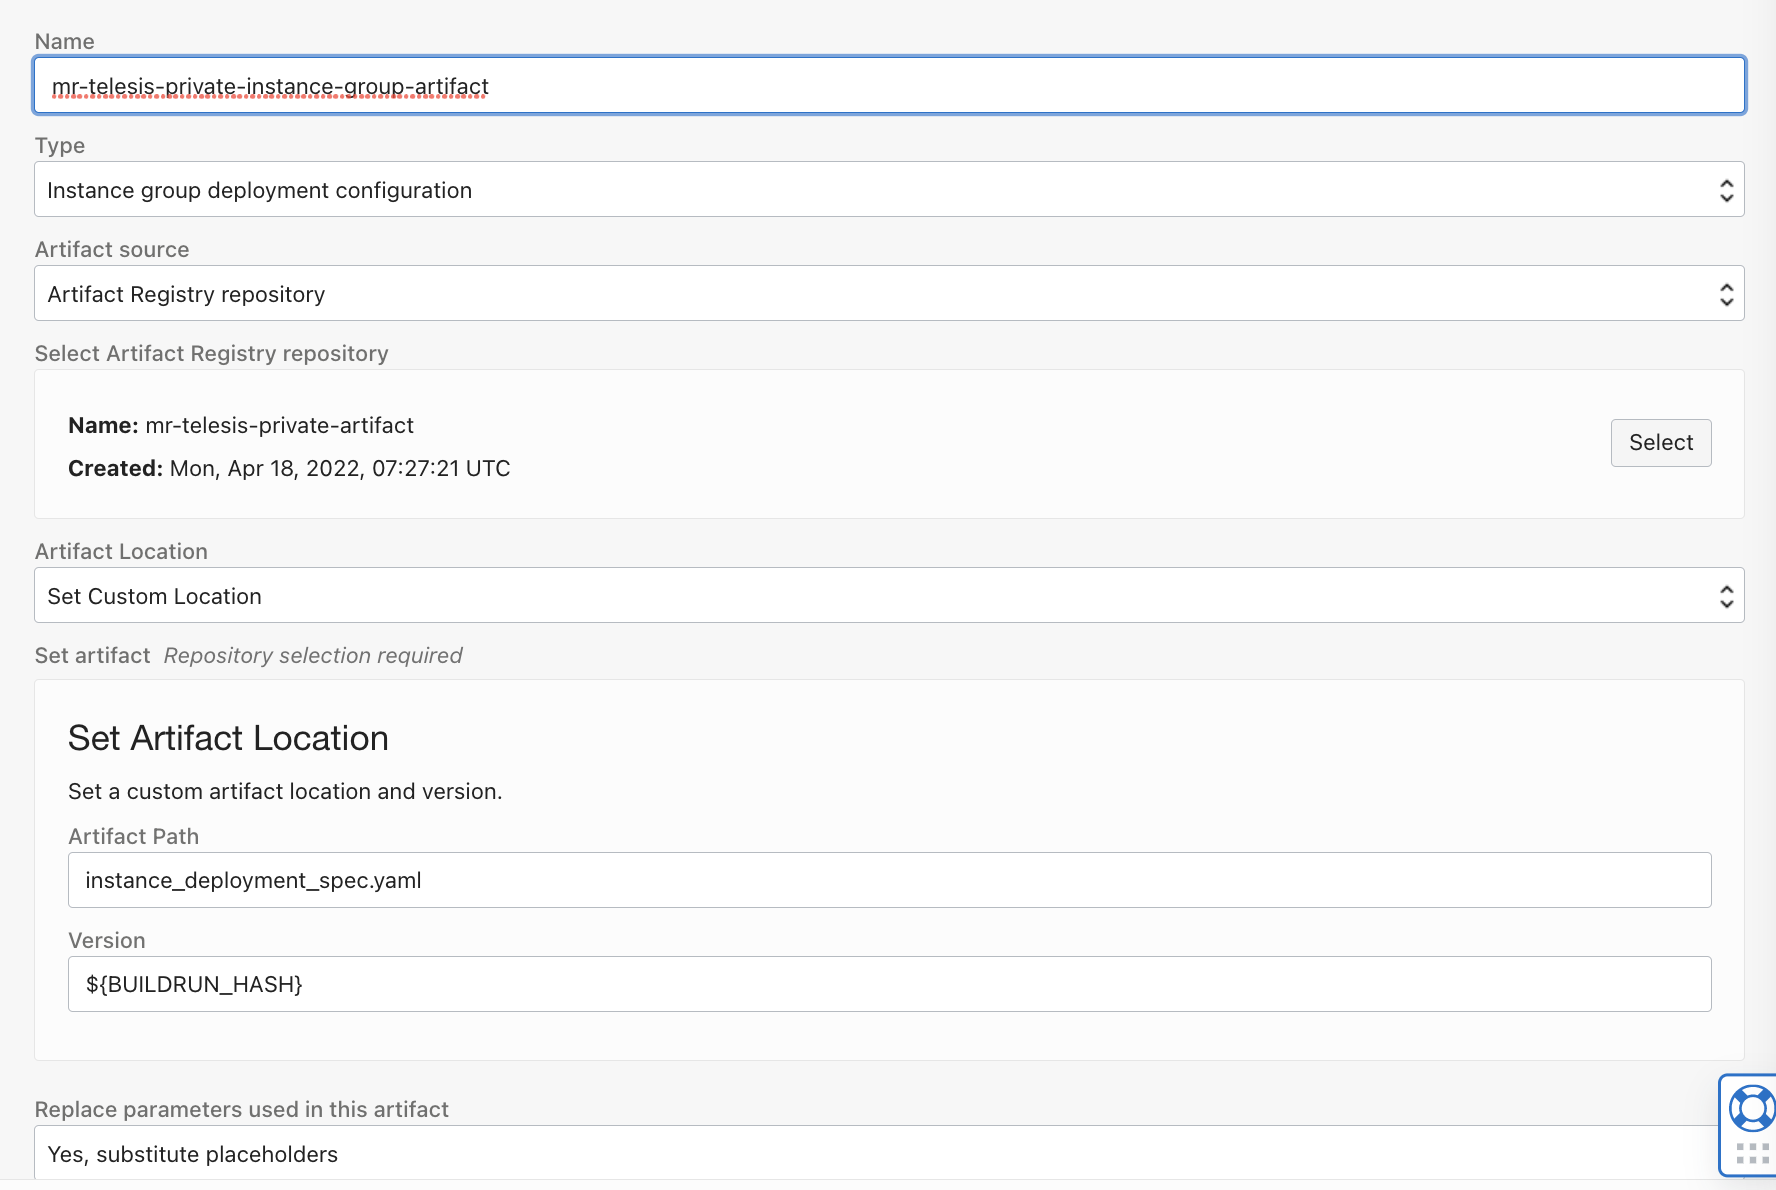 Name
mr-telesis-private-instance-group-artifact
Type
Instance group deployment configuration
Artifact source
Artifact Registry repository
Select Artifact Registry repository
Name: mr-telesis-private-artifact
Created: Mon, Apr 18, 2022, 07:27:21 UTC
Select
Artifact Location
Set Custom Location
Set artifact Repository selection required
Set Artifact Location
Set a custom artifact location and version.
Artifact Path
instance_deployment_spec.yaml
Version
${BUILDRUN_HASH}
Replace parameters used in this artifact
Yes, substitute placeholders